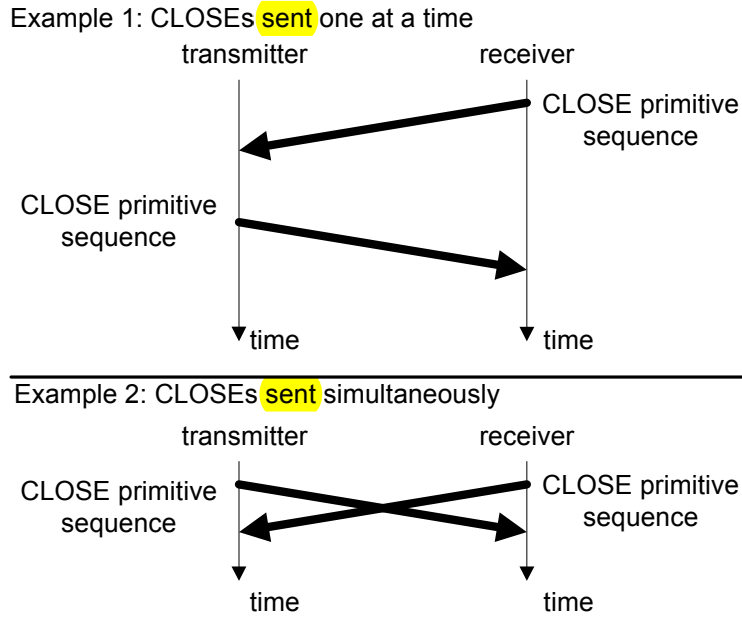 Example 1: CLOSEs sent one at a time
transmitter receiver
CLOSE primitive
sequence
CLOSE primitive
sequence
time time
Example 2: CLOSEs sent simultaneously
transmitter receiver
CLOSE primitive
sequence
CLOSE primitive
sequence
time time